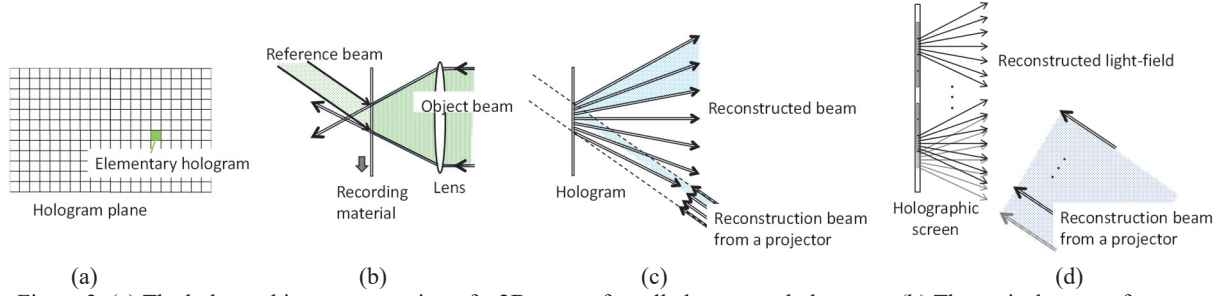 Elementary hologram
Hologram plane
(a)
Reference beam
Object beam
Recording
material
Lens
(b)
Reconstructed beam
Hologram
Reconstruction beam
from a projector
(c)
Reconstructed light-field
Holographic
screen
Reconstruction beam
from a projector
(d)